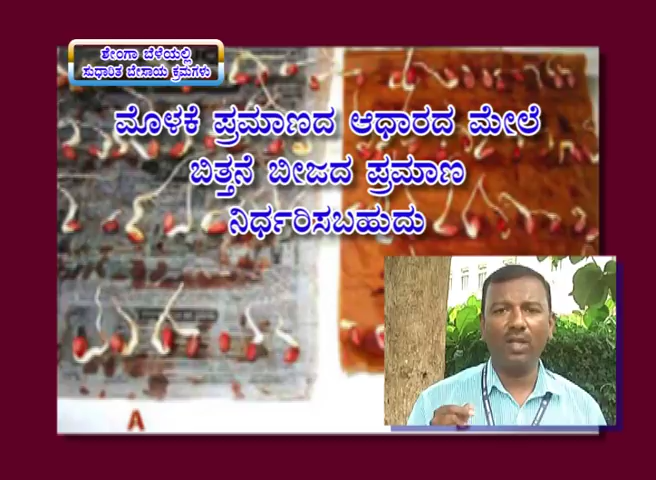 ಶೇಂಗಾ ಬೆಳೆಯಲ್ಲಿ
ಸುಧಾರಿತ ಬೇಸಾಯ ಕ್ರಮಗಳು
ಮೊಳಕೆ ಪ್ರಮಾಣದ ಆಧಾರದ ಮೇಲೆ
ಬಿತ್ತನೆ ಬೀಜದ ಪ್ರಮಾಣ
ನಿರ್ಧರಿಸಬಹುದು
A